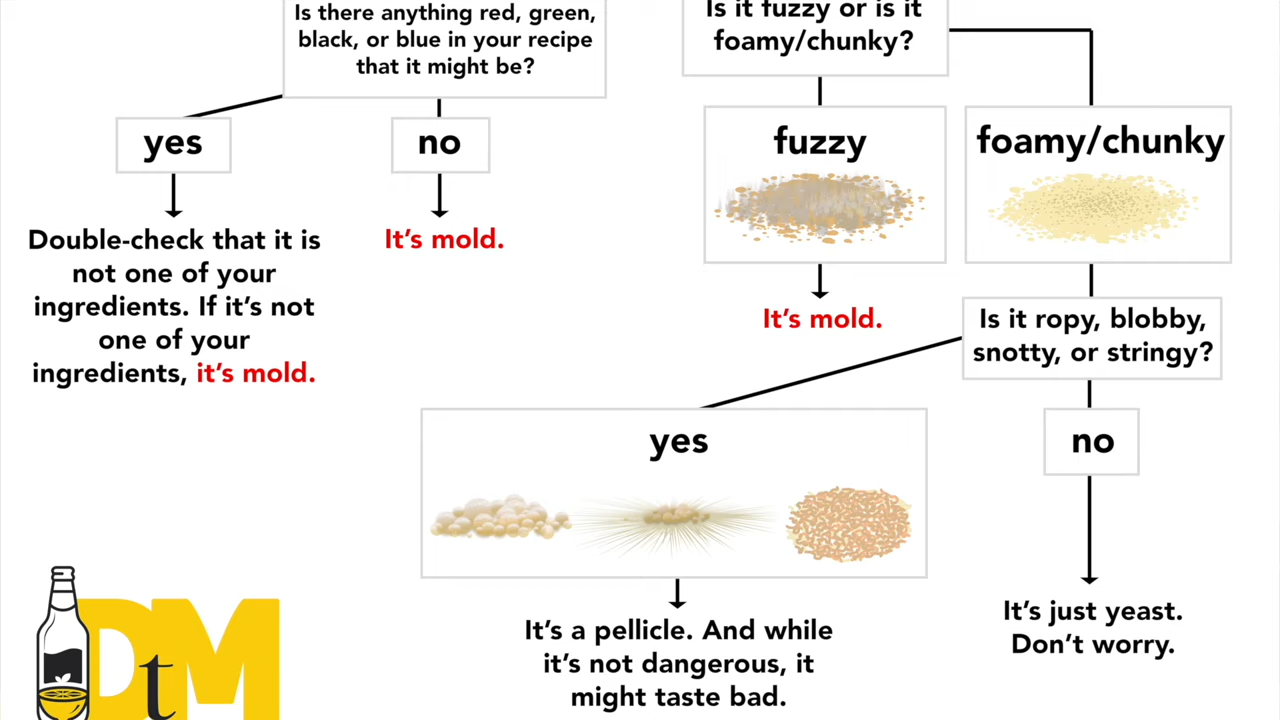 Is there anything red, green,
black, or blue in your recipe
that it might be?
Is it fuzzy or is it
foamy/chunky?
yes
no
fuzzy
foamy/chunky
Double-check that it is
not one of your
ingredients. If it's not
one of your
ingredients, it's mold.
It's mold.
It's mold.
Is it ropy, blobby,
snotty, or stringy?
yes
no
It's a pellicle. And while
it's not dangerous, it
might taste bad.
It's just yeast.
Don't worry.
DtM